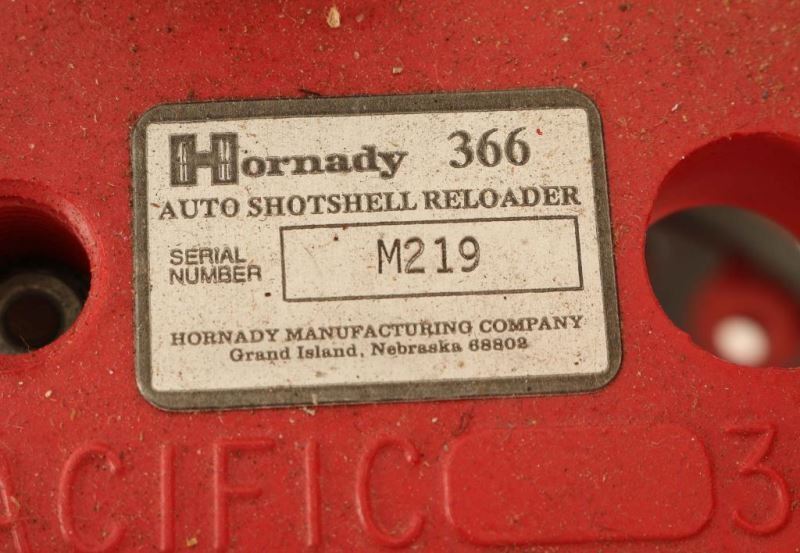 Hornady 366
AUTO SHOTSHELL RELOADER
SERIAL
NUMBER
M219
HORNADY MANUFACTURING COMPANY
Grand Island, Nebraska 68802
ACIFIC 3